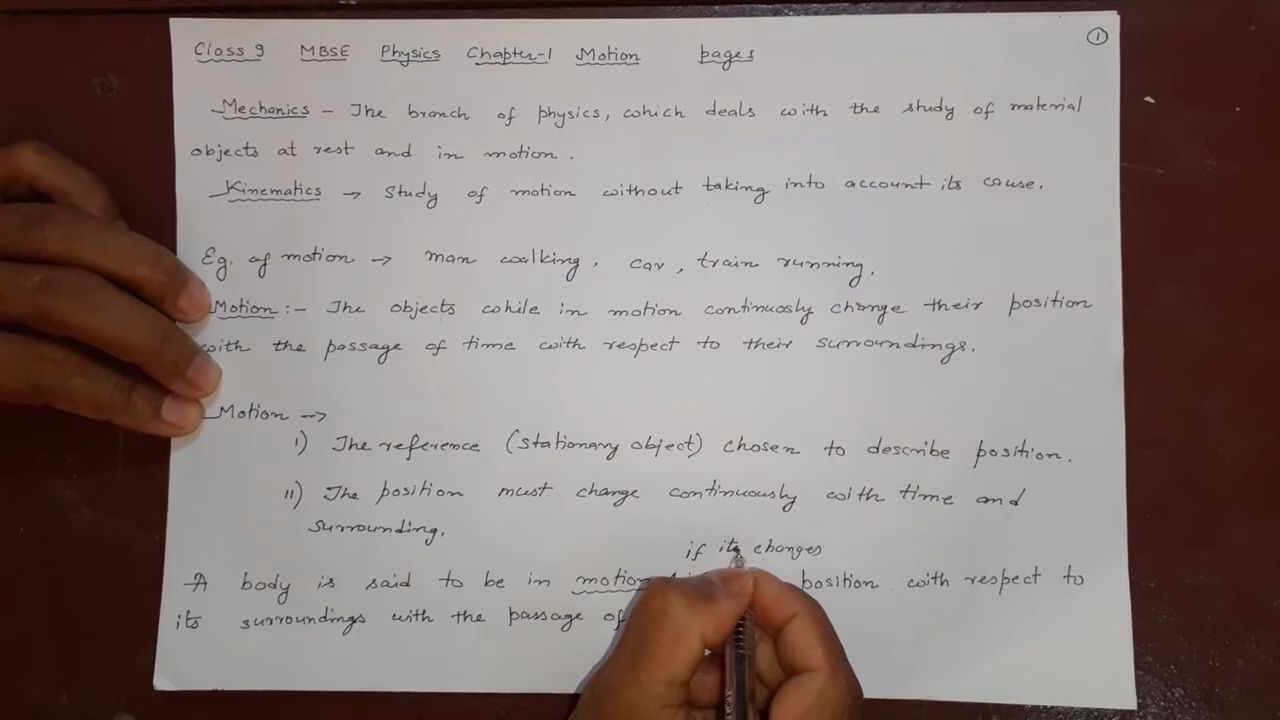 Class 9 MBSE Physics Chapter-1 Motion page 1
1
Mechanics - The branch of physics, which deals with the study of material
objects at rest and in motion.
Kinematics → Study of motion without taking into account its cause.
Eg. of motion → man walking, car, train running.
Motion :- The objects while in motion continuosly change their position
with the passage of time with respect to their surroundings.
Motion →
i) The reference (stationary object) chosen to describe position.
ii) The position must change continuously with time and
surrounding.
if its changes
A body is said to be in motion position with respect to
its surroundings with the passage of